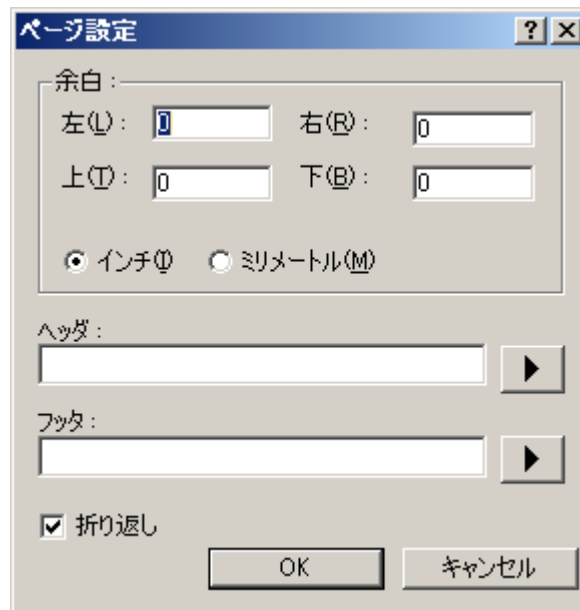 ページ設定
余白:
左(L): 0 右(R): 0
上(T): 0 下(B): 0
インチ(I) ミリメートル(M)
ヘッダ:
フッタ:
折り返し
OK キャンセル